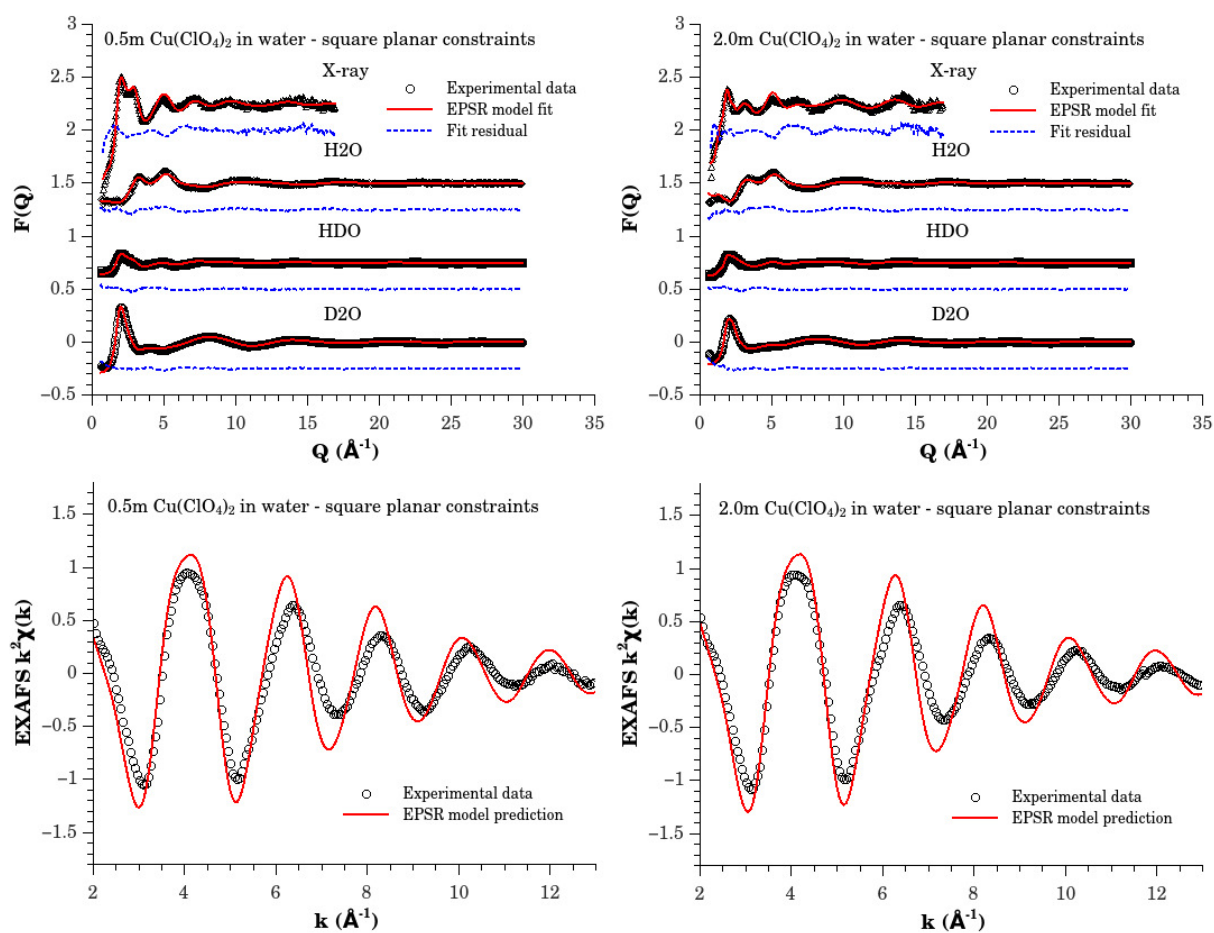 0.5m Cu(ClO₄)₂ in water - square planar constraints
X-ray
Experimental data
EPSR model fit
Fit residual
H2O
HDO
D2O
F(Q)
3
2.5
2
1.5
1
0.5
0
−0.5
0 5 10 15 20 25 30 35
Q (Å⁻¹)
2.0m Cu(ClO₄)₂ in water - square planar constraints
X-ray
Experimental data
EPSR model fit
Fit residual
H2O
HDO
D2O
F(Q)
3
2.5
2
1.5
1
0.5
0
−0.5
0 5 10 15 20 25 30 35
Q (Å⁻¹)
0.5m Cu(ClO₄)₂ in water - square planar constraints
EXAFS k²χ(k)
1.5
1
0.5
0
−0.5
−1
−1.5
Experimental data
EPSR model prediction
2 4 6 8 10 12
k (Å⁻¹)
2.0m Cu(ClO₄)₂ in water - square planar constraints
EXAFS k²χ(k)
1.5
1
0.5
0
−0.5
−1
−1.5
Experimental data
EPSR model prediction
2 4 6 8 10 12
k (Å⁻¹)